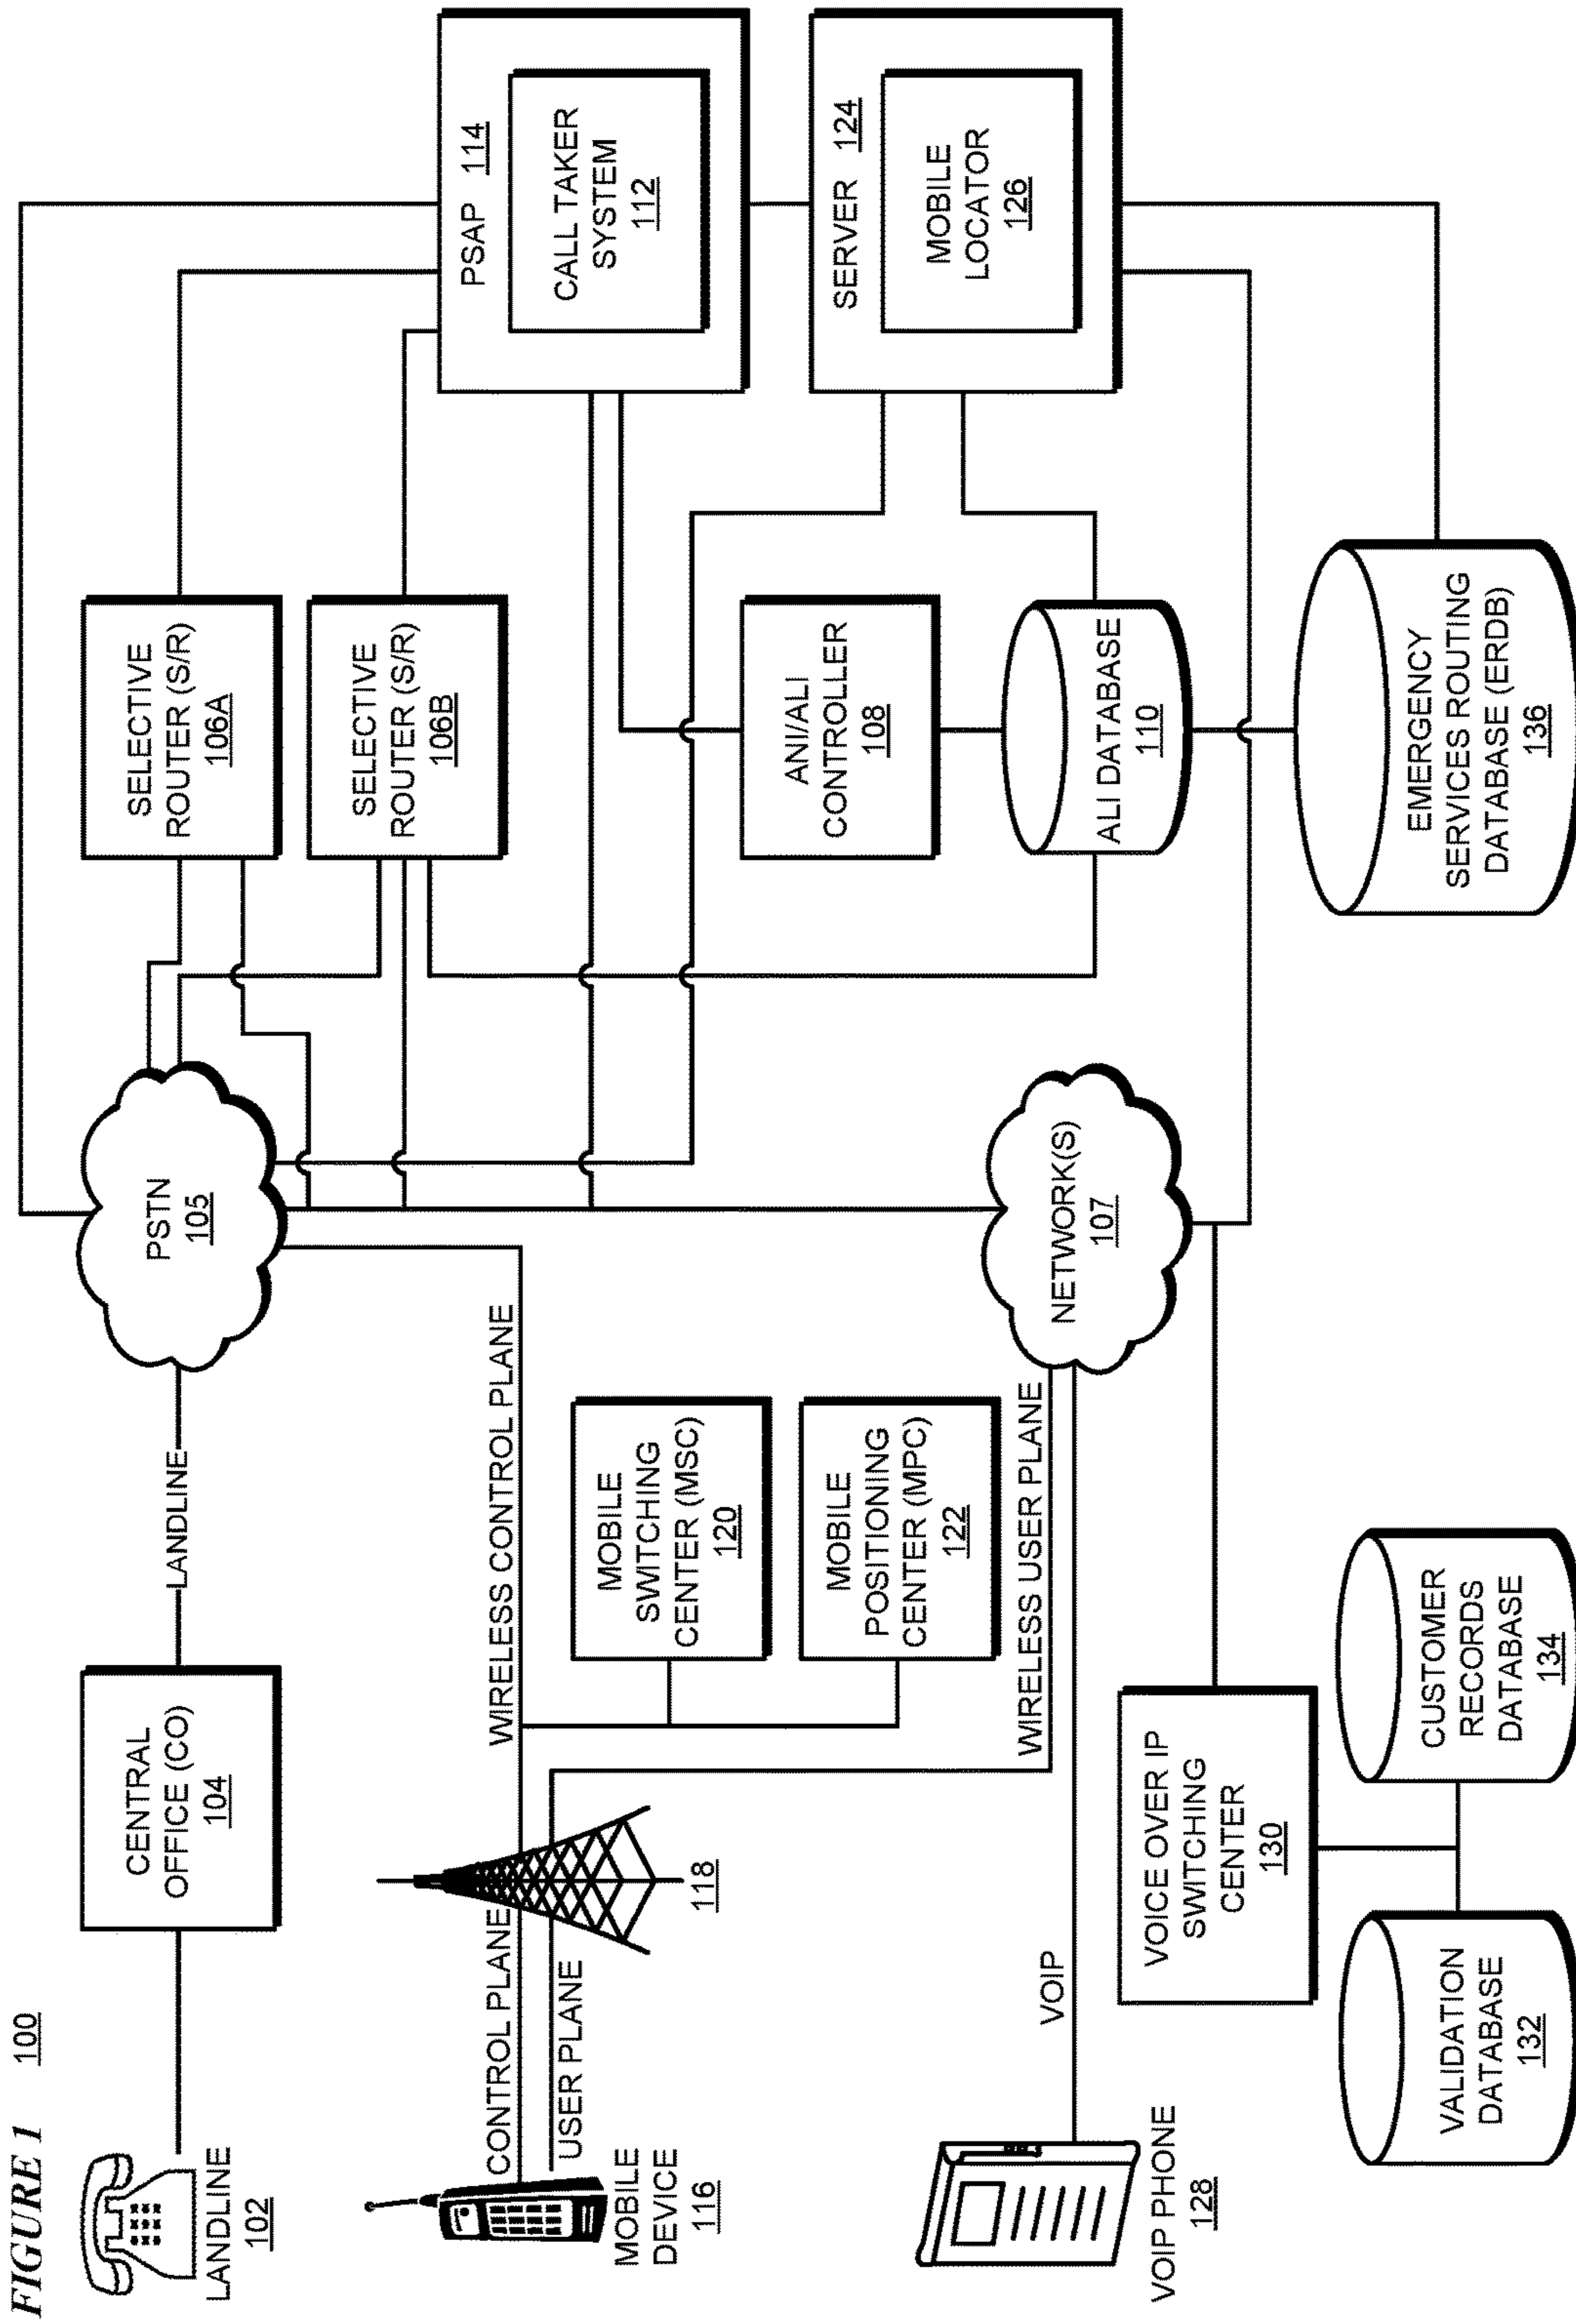 FIGURE 1 100
LANDLINE
102
CENTRAL
OFFICE (CO)
104
LANDLINE
PSTN
105
SELECTIVE
ROUTER (S/R)
106A
SELECTIVE
ROUTER (S/R)
106B
PSAP 114
CALL TAKER
SYSTEM
112
MOBILE
DEVICE
116
CONTROL PLANE
USER PLANE
118
WIRELESS CONTROL PLANE
MOBILE
SWITCHING
CENTER (MSC)
120
MOBILE
POSITIONING
CENTER (MPC)
122
WIRELESS USER PLANE
ANI/ALI
CONTROLLER
108
SERVER 124
MOBILE
LOCATOR
126
VOIP PHONE
128
VOIP
NETWORK(S)
107
ALI DATABASE
110
VOICE OVER IP
SWITCHING
CENTER
130
VALIDATION
DATABASE
132
CUSTOMER
RECORDS
DATABASE
134
EMERGENCY
SERVICES ROUTING
DATABASE (ERDB)
136